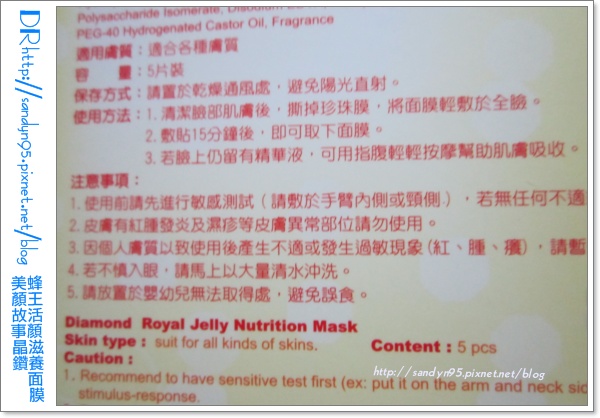 DR
http://sandyn95.pixnet.net/blog
美顏故事晶鑽
蜂王活顏滋養面膜
Polysaccharide Isomerate, Disodium
PEG-40 Hydrogenated Castor Oil, Fragrance
適用膚質：適合各種膚質
容　　量：5片裝
保存方式：請置於乾燥通風處，避免陽光直射。
使用方法：1. 清潔臉部肌膚後，撕掉珍珠膜，將面膜輕敷於全臉。
2. 敷貼15分鐘後，即可取下面膜。
3. 若臉上仍留有精華液，可用指腹輕輕按摩幫助肌膚吸收。
注意事項：
1. 使用前請先進行敏感測試（請敷於手臂內側或頸側.），若無任何不適
2. 皮膚有紅腫發炎及濕疹等皮膚異常部位請勿使用。
3. 因個人膚質以致使用後產生不適或發生過敏現象(紅、腫、癢)，請暫
4. 若不慎入眼，請馬上以大量清水沖洗。
5. 請放置於嬰幼兒無法取得處，避免誤食。
Diamond Royal Jelly Nutrition Mask
Skin type : suit for all kinds of skins.
Content : 5 pcs
Caution :
http://sandyn95.pixnet.net/blog
1. Recommend to have sensitive test first (ex: put it on the arm and neck sid
stimulus-response.